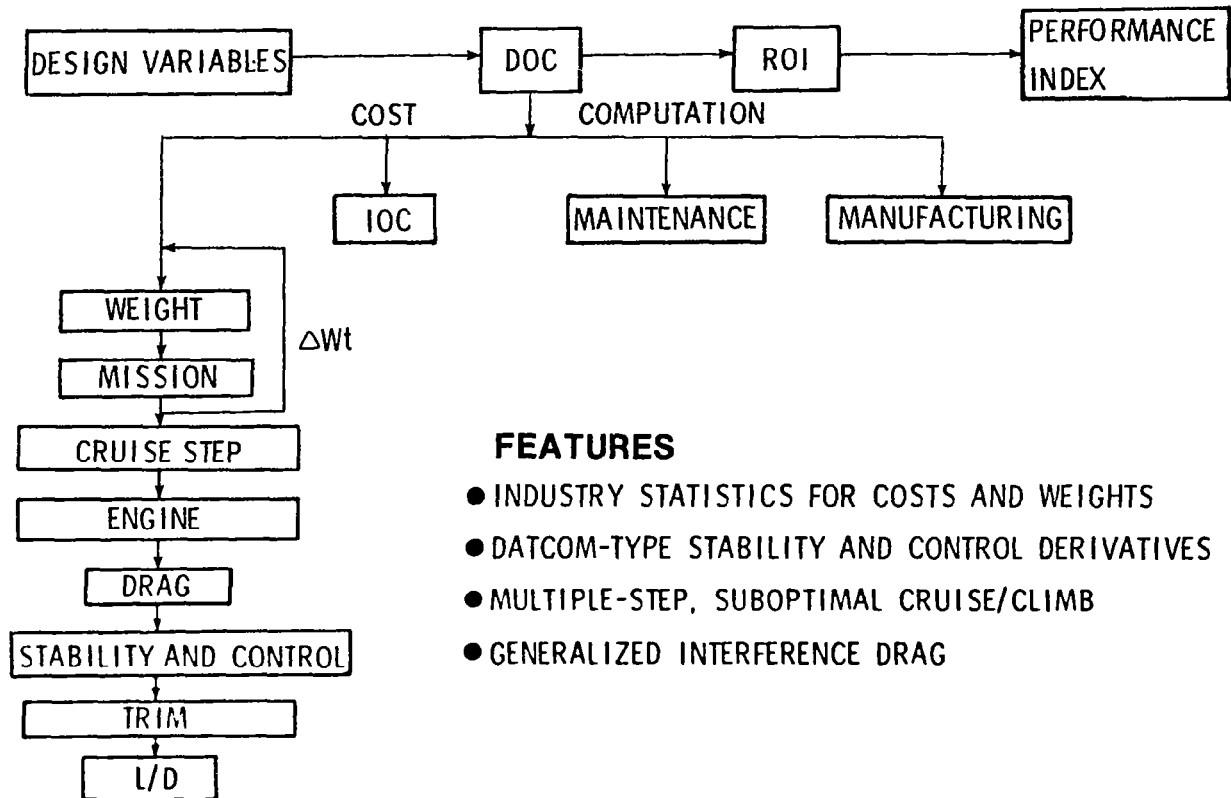 DESIGN VARIABLES
DOC
ROI
PERFORMANCE
INDEX
COST COMPUTATION
IOC
MAINTENANCE
MANUFACTURING
WEIGHT
△Wt
MISSION
CRUISE STEP
ENGINE
DRAG
STABILITY AND CONTROL
TRIM
L/D
FEATURES
● INDUSTRY STATISTICS FOR COSTS AND WEIGHTS
● DATCOM-TYPE STABILITY AND CONTROL DERIVATIVES
● MULTIPLE-STEP, SUBOPTIMAL CRUISE/CLIMB
● GENERALIZED INTERFERENCE DRAG